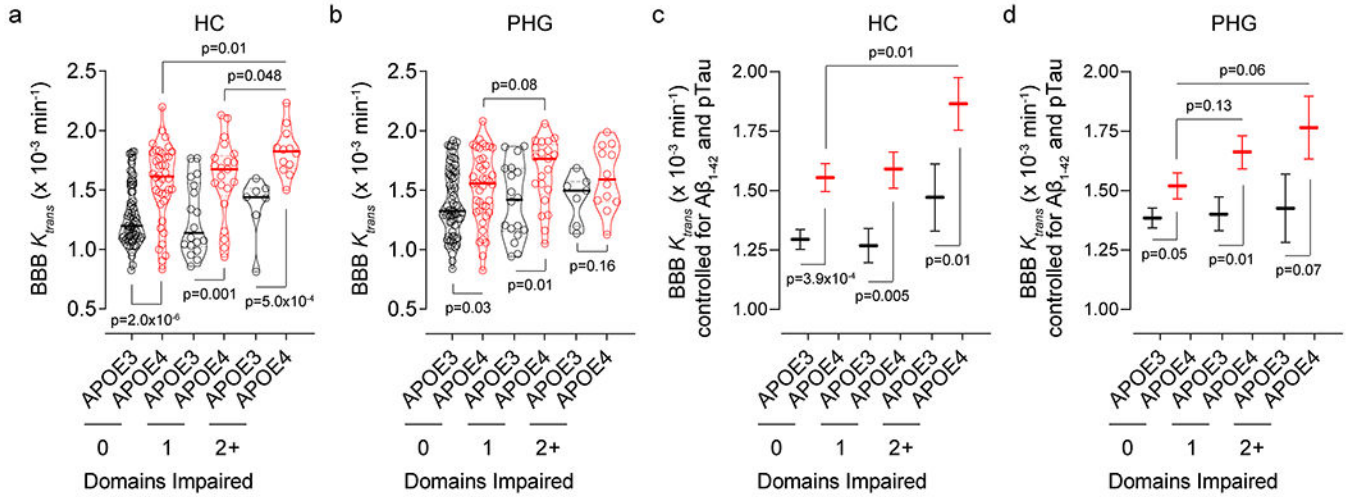 a
HC
p=0.01
p=0.048
BBB Ktrans (x 10⁻³ min⁻¹)
2.5
2.0
1.5
1.0
0.5
p=2.0x10⁻⁶
p=0.001
p=5.0x10⁻⁴
APOE3
APOE4
APOE3
APOE4
APOE3
APOE4
0
1
2+
Domains Impaired
b
PHG
p=0.08
BBB Ktrans (x 10⁻³ min⁻¹)
2.5
2.0
1.5
1.0
0.5
p=0.03
p=0.01
p=0.16
APOE3
APOE4
APOE3
APOE4
APOE3
APOE4
0
1
2+
Domains Impaired
c
HC
p=0.01
BBB Ktrans (x 10⁻³ min⁻¹)
controlled for Aβ₁₋₄₂ and pTau
2.00
1.75
1.50
1.25
1.00
p=3.9x10⁻⁴
p=0.005
p=0.01
APOE3
APOE4
APOE3
APOE4
APOE3
APOE4
0
1
2+
Domains Impaired
d
PHG
p=0.06
p=0.13
BBB Ktrans (x 10⁻³ min⁻¹)
controlled for Aβ₁₋₄₂ and pTau
2.00
1.75
1.50
1.25
1.00
p=0.05
p=0.01
p=0.07
APOE3
APOE4
APOE3
APOE4
APOE3
APOE4
0
1
2+
Domains Impaired